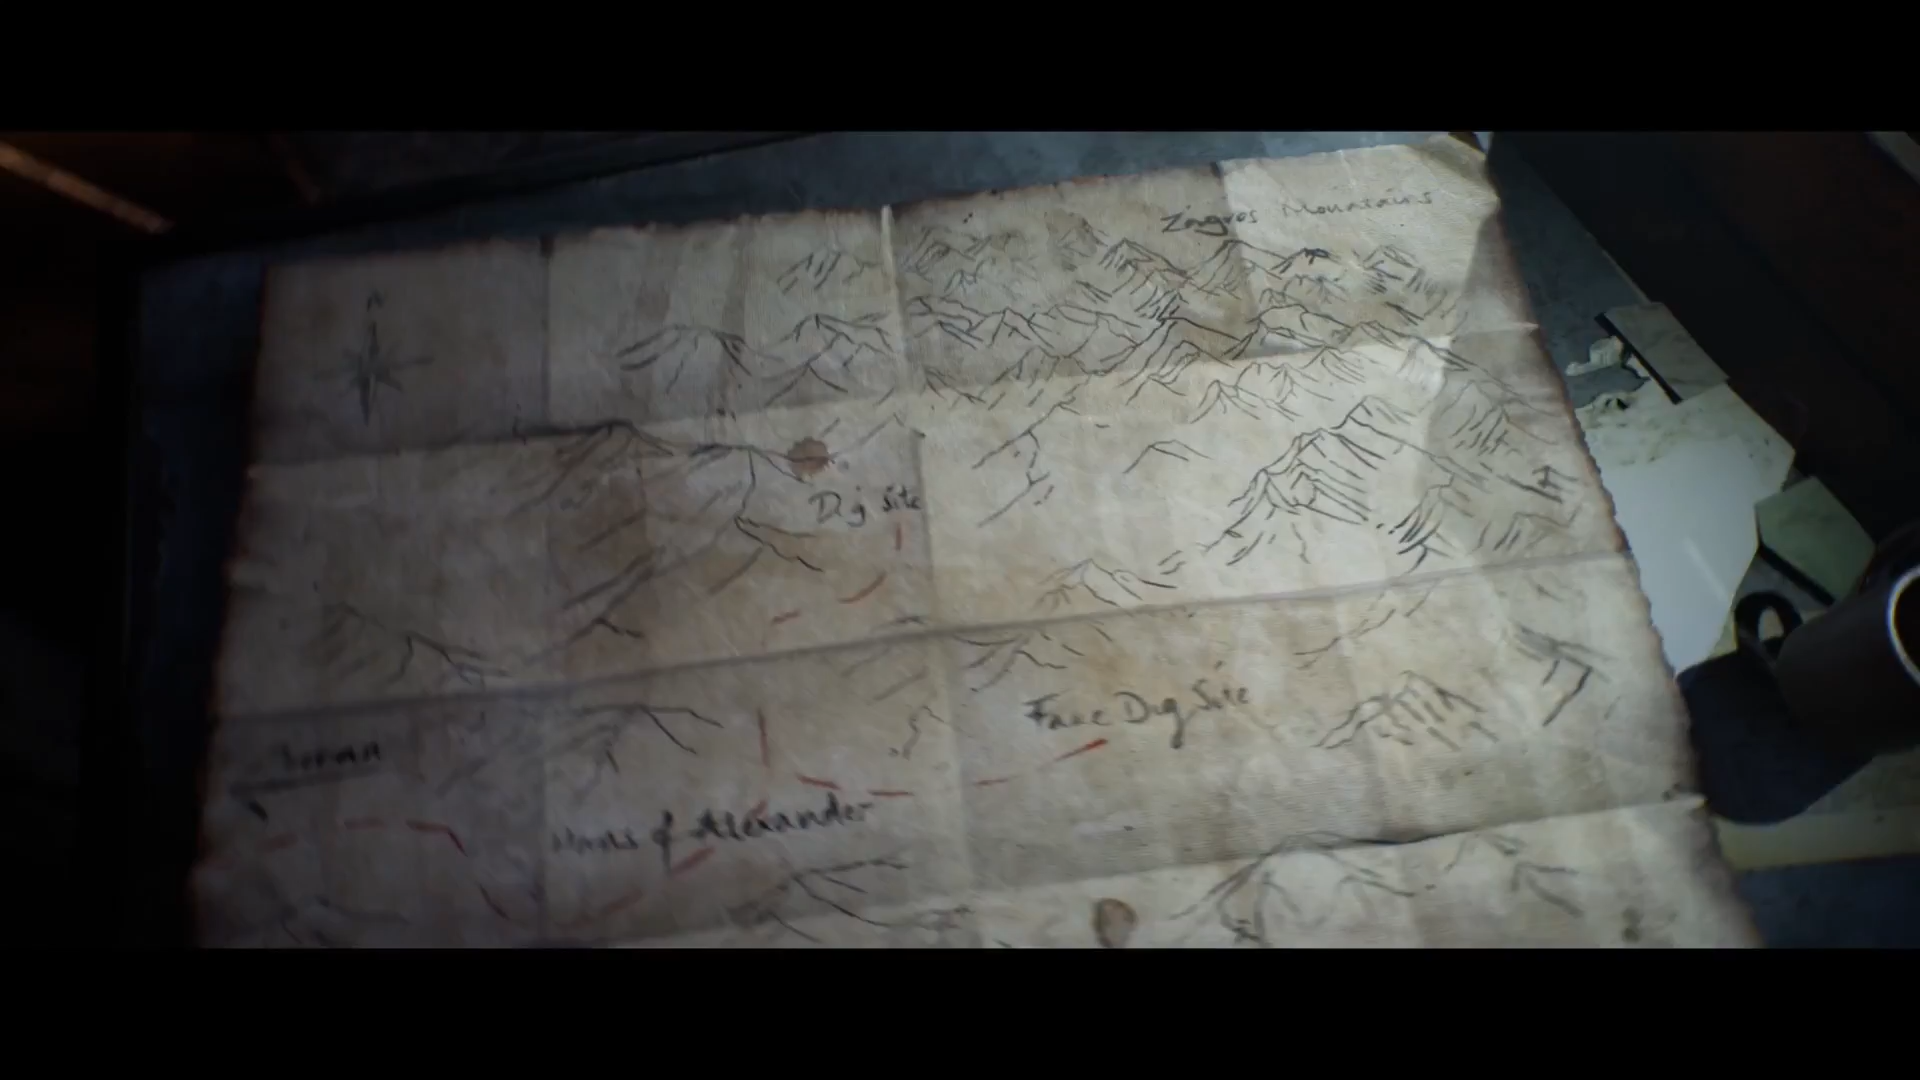 N
Zagros Mountains
Dig Site
Fake Dig Site
of Alexander